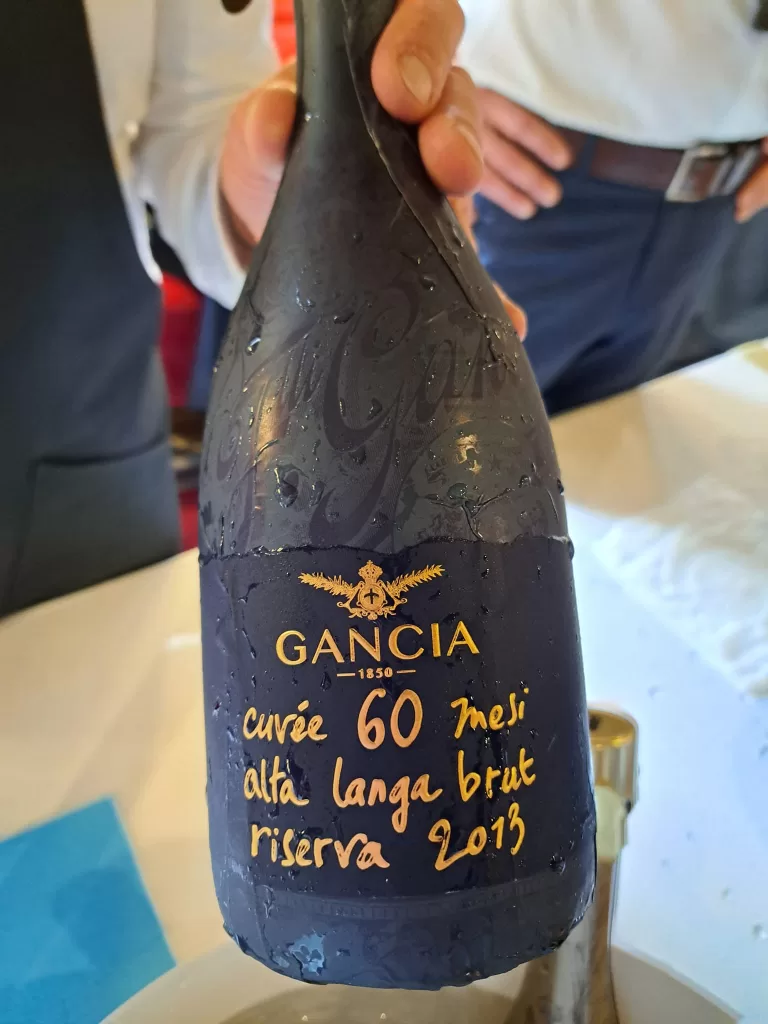 GANCIA
1850
cuvée 60 mesi
alta langa brut
riserva 2013